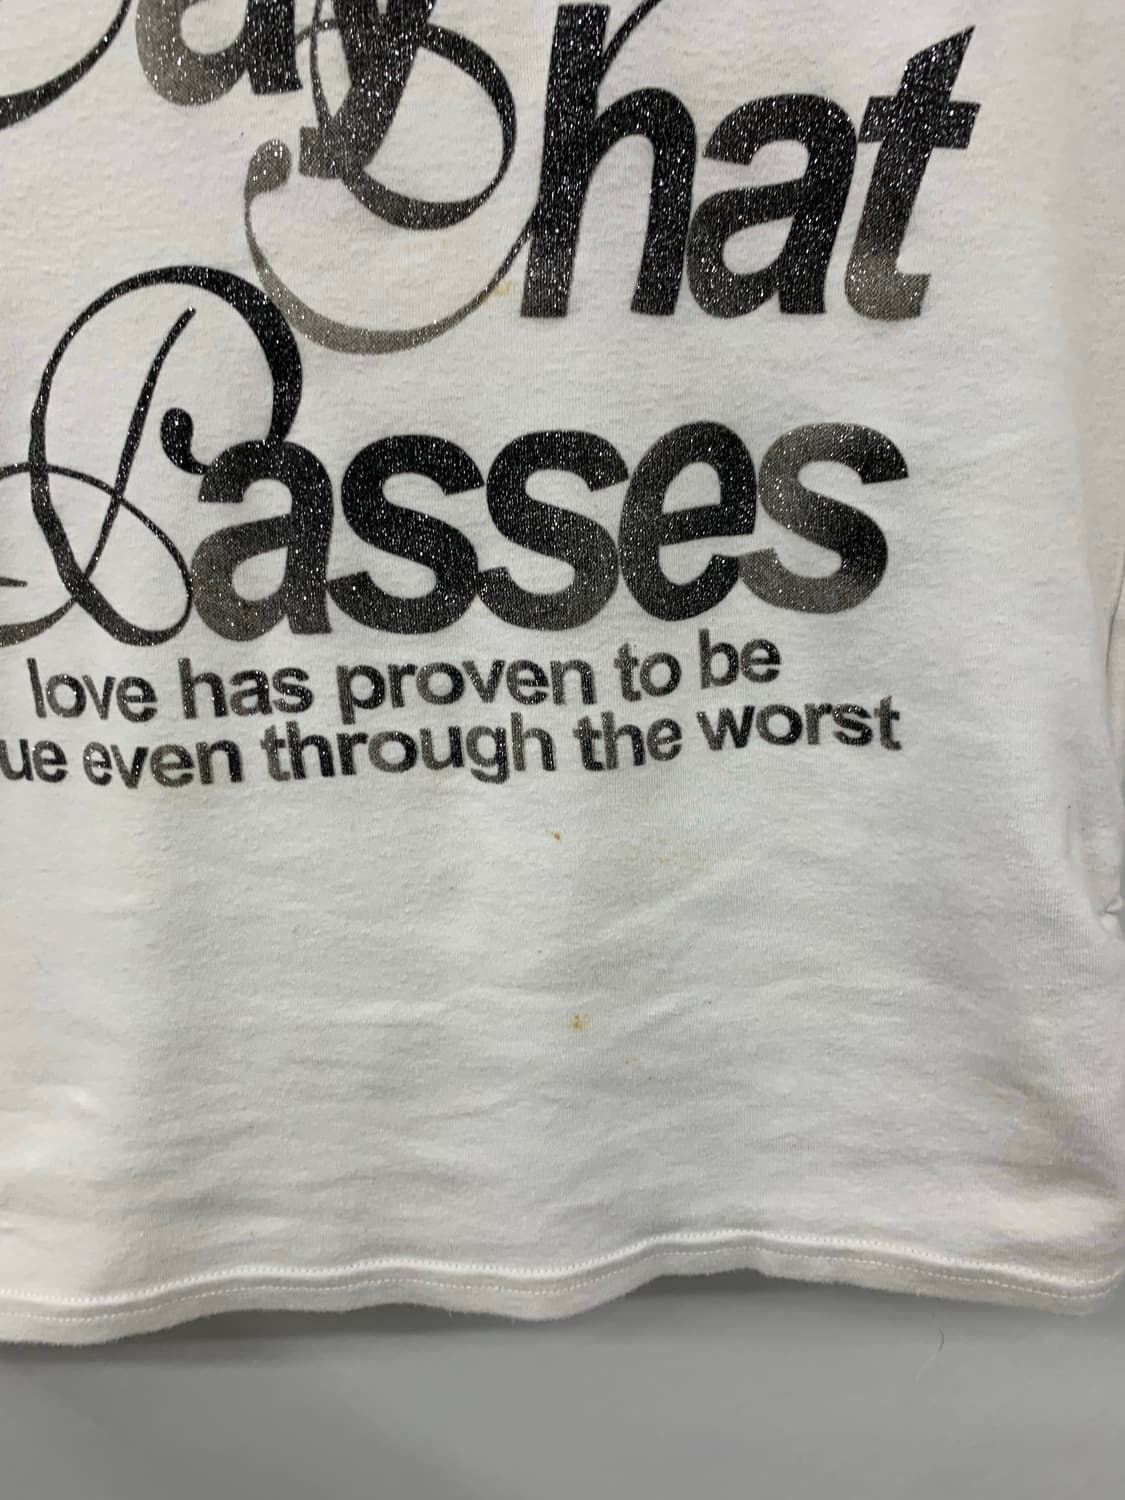 that
Passes
love has proven to be
ue even through the worst